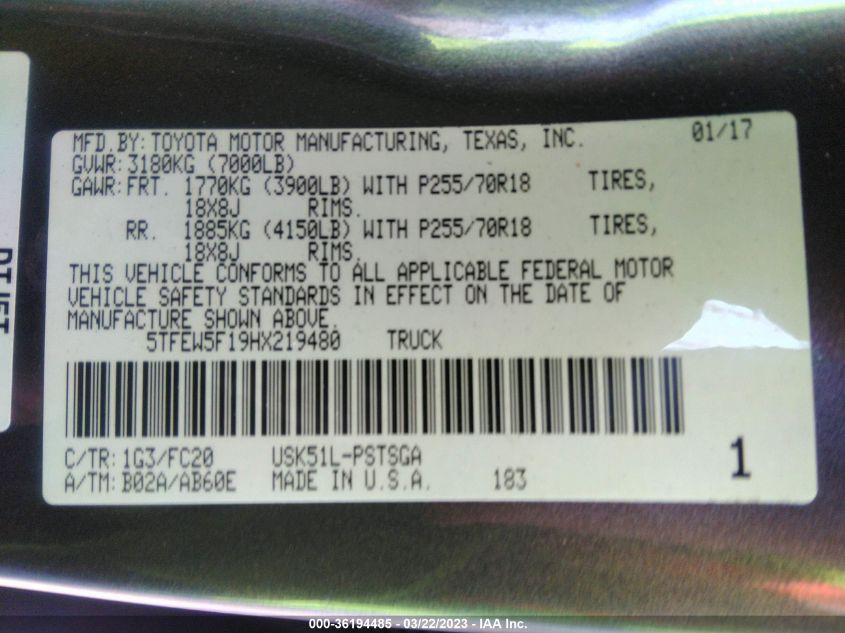 MFD. BY: TOYOTA MOTOR MANUFACTURING, TEXAS, INC. 01/17
GVWR: 3180KG (7000LB)
GAWR: FRT. 1770KG (3900LB) WITH P255/70R18 TIRES,
18X8J RIMS.
RR. 1885KG (4150LB) WITH P255/70R18 TIRES,
18X8J RIMS.
THIS VEHICLE CONFORMS TO ALL APPLICABLE FEDERAL MOTOR
VEHICLE SAFETY STANDARDS IN EFFECT ON THE DATE OF
MANUFACTURE SHOWN ABOVE.
5TFEW5F19HX219480 TRUCK
C/TR: 1G3/FC20 USK51L-PSTSGA 1
A/TM: B02A/AB60E MADE IN U.S.A. 183
000-36194485 - 03/22/2023 - IAA Inc.